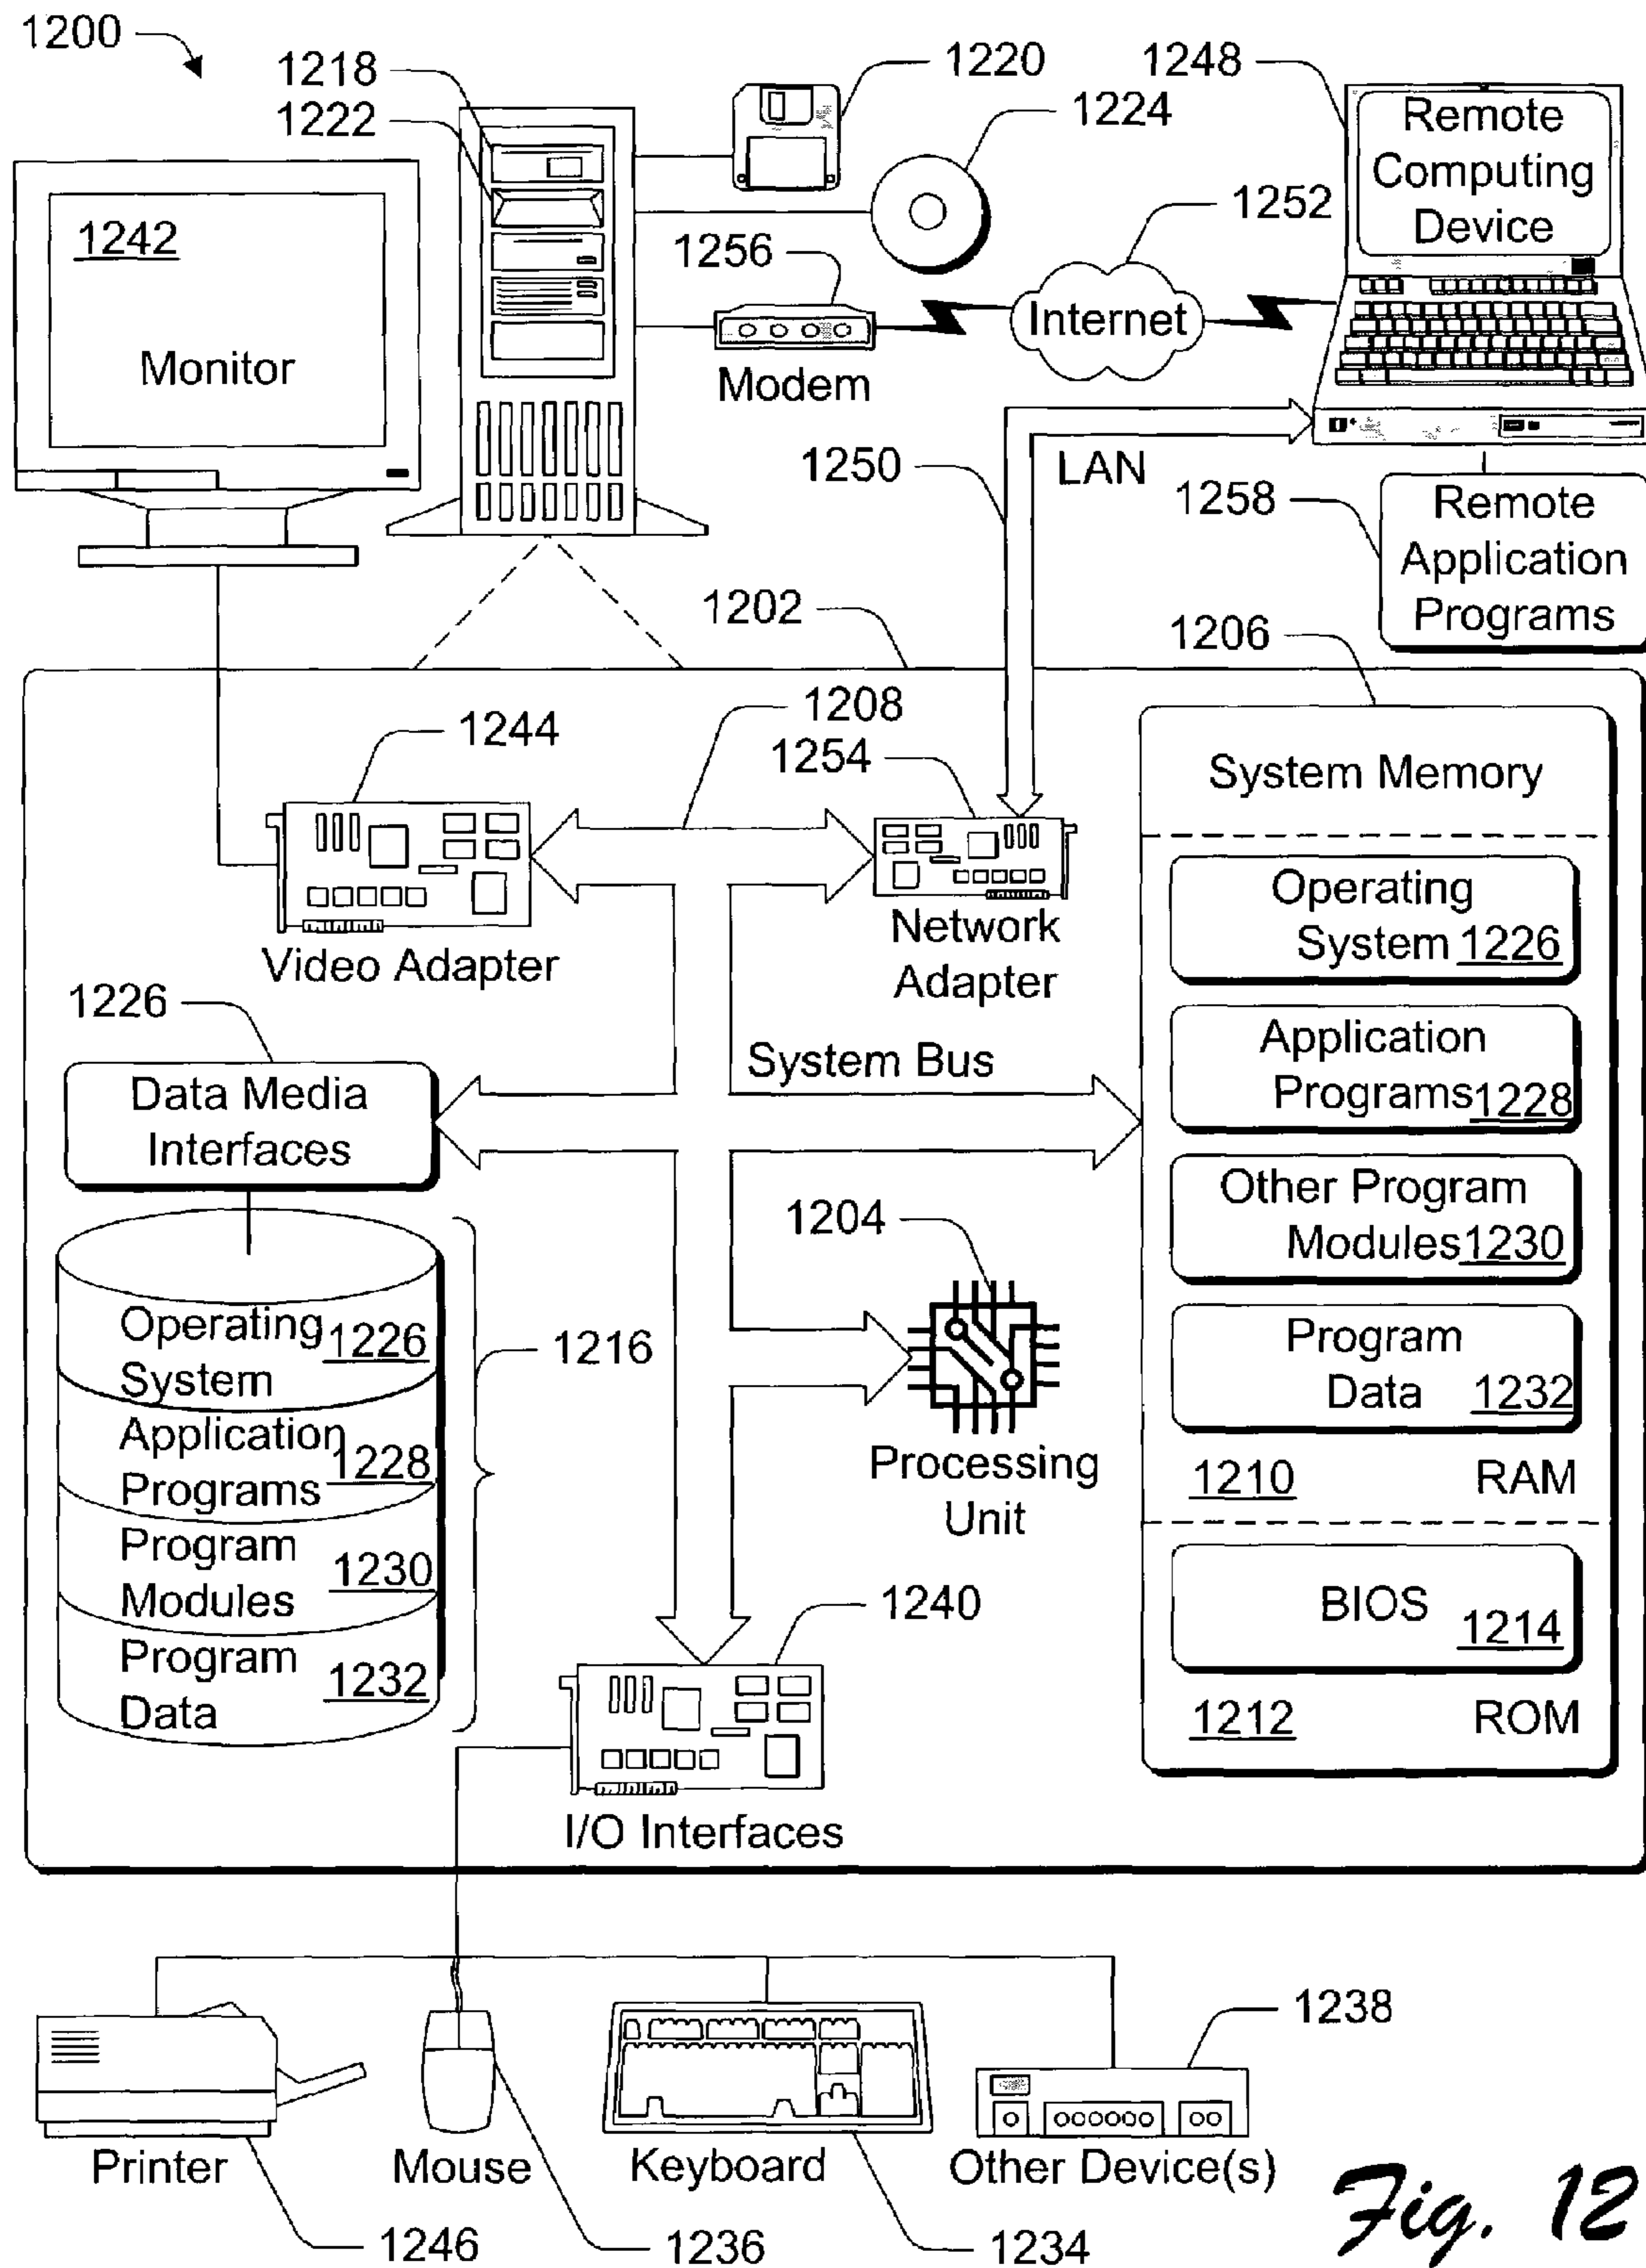 1200
1218
1222
1220
1224
1248
Remote
Computing
Device
1242
Monitor
1256
Modem
1252
Internet
1250
LAN
1258
Remote
Application
Programs
1202
1206
1244
Video Adapter
1208
1254
Network
Adapter
System Memory
Operating
System 1226
Application
Programs 1228
Other Program
Modules 1230
Program
Data 1232
1210 RAM
BIOS 1214
1212 ROM
1226
Data Media
Interfaces
System Bus
Operating
System 1226
Application
Programs 1228
Program
Modules 1230
Program
Data 1232
1216
1204
Processing
Unit
1240
I/O Interfaces
Printer
1246
Mouse
1236
Keyboard
1234
1238
Other Device(s)
Fig. 12